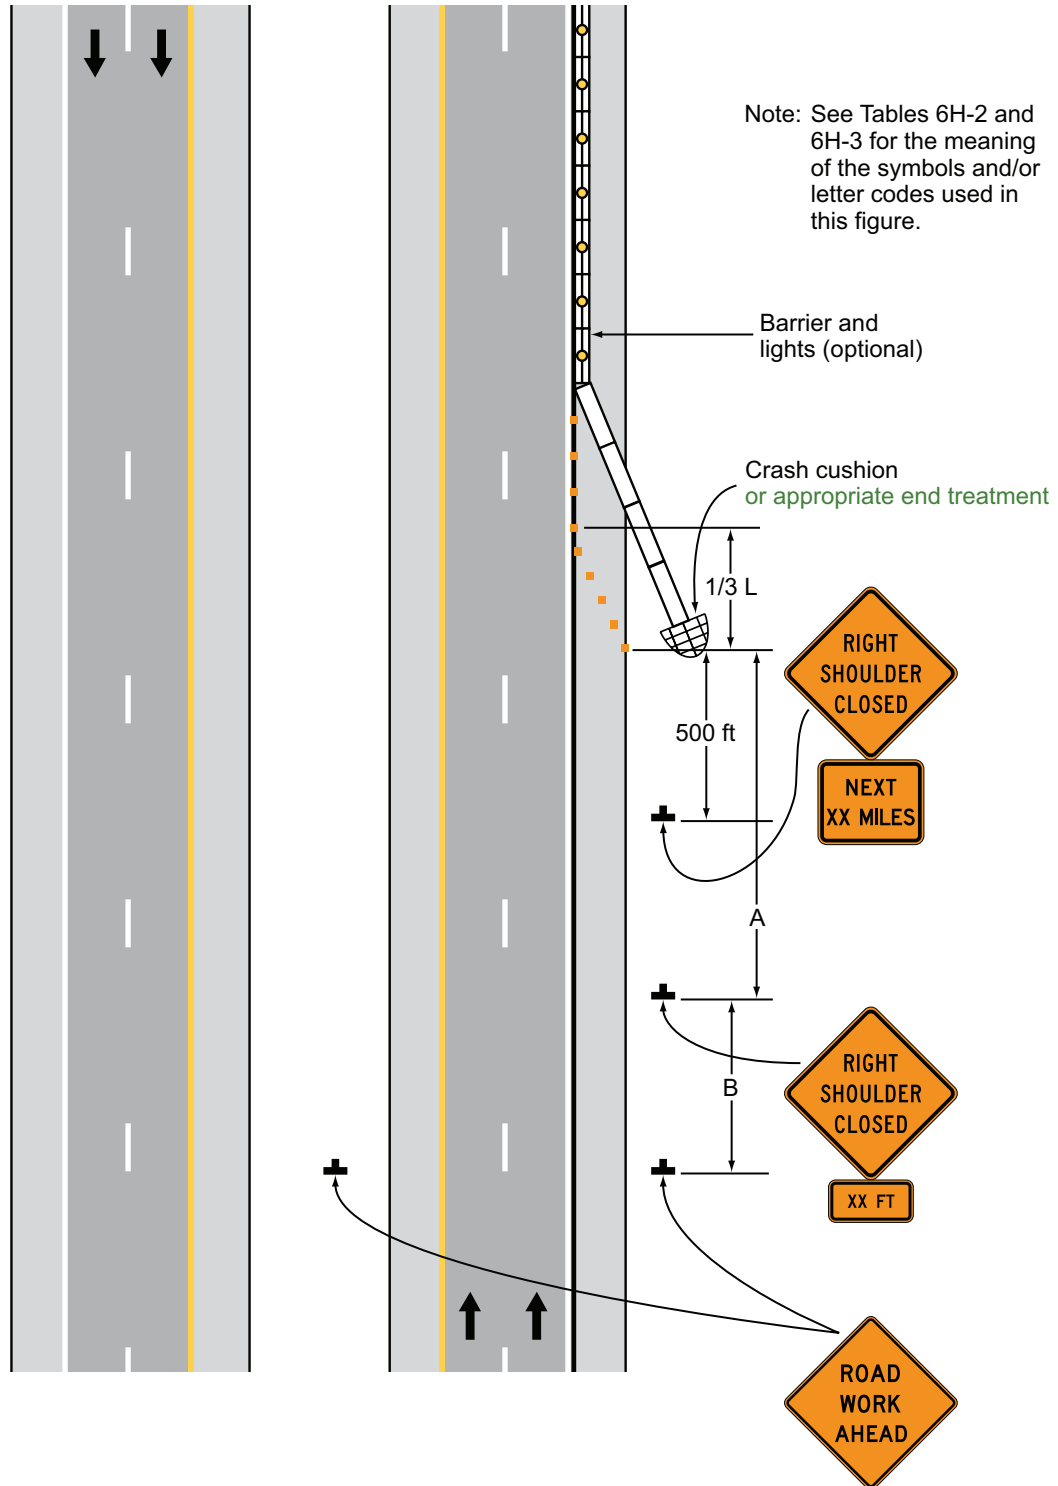 Note: See Tables 6H-2 and
6H-3 for the meaning
of the symbols and/or
letter codes used in
this figure.
Barrier and
lights (optional)
Crash cushion
or appropriate end treatment
1/3 L
RIGHT
SHOULDER
CLOSED
500 ft
NEXT
XX MILES
A
RIGHT
SHOULDER
CLOSED
B
XX FT
ROAD
WORK
AHEAD